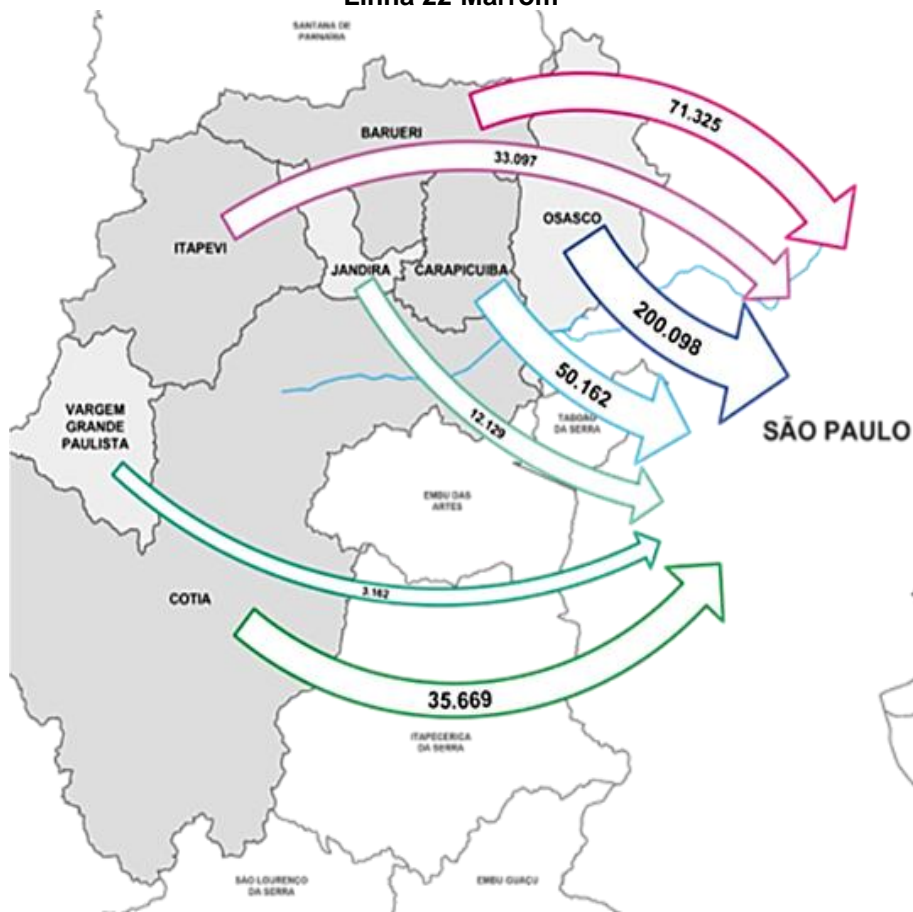 Linha 22 Marrom
SANTANA DE
PARNAÍBA
71.325
BARUERI
33.097
OSASCO
ITAPEVI
JANDIRA
CARAPICUIBA
200.098
50.162
VARGEM
GRANDE
PAULISTA
12.129
TABOÃO
DA SERRA
SÃO PAULO
EMBU DAS
ARTES
3.162
COTIA
35.669
ITAPECERICA
DA SERRA
SAO LOURENÇO
DA SERRA
EMBU GUAÇU